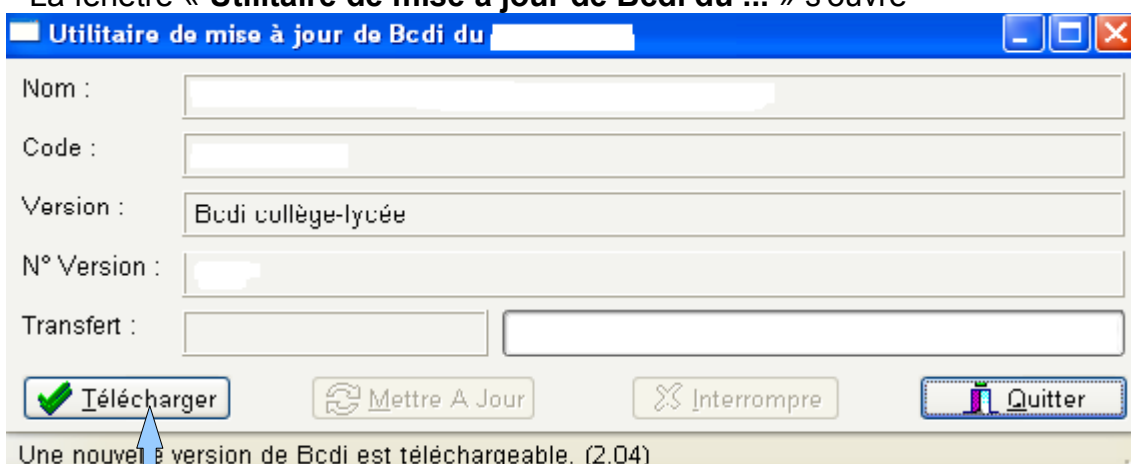 La fenêtre « Utilitaire de mise à jour de Bcdi du ... » s'ouvre
Utilitaire de mise à jour de Bcdi du
Nom :
Code :
Version : Bcdi collège-lycée
N° Version :
Transfert :
Télécharger Mettre A Jour Interrompre Quitter
Une nouvelle version de Bcdi est téléchargeable. (2.04)